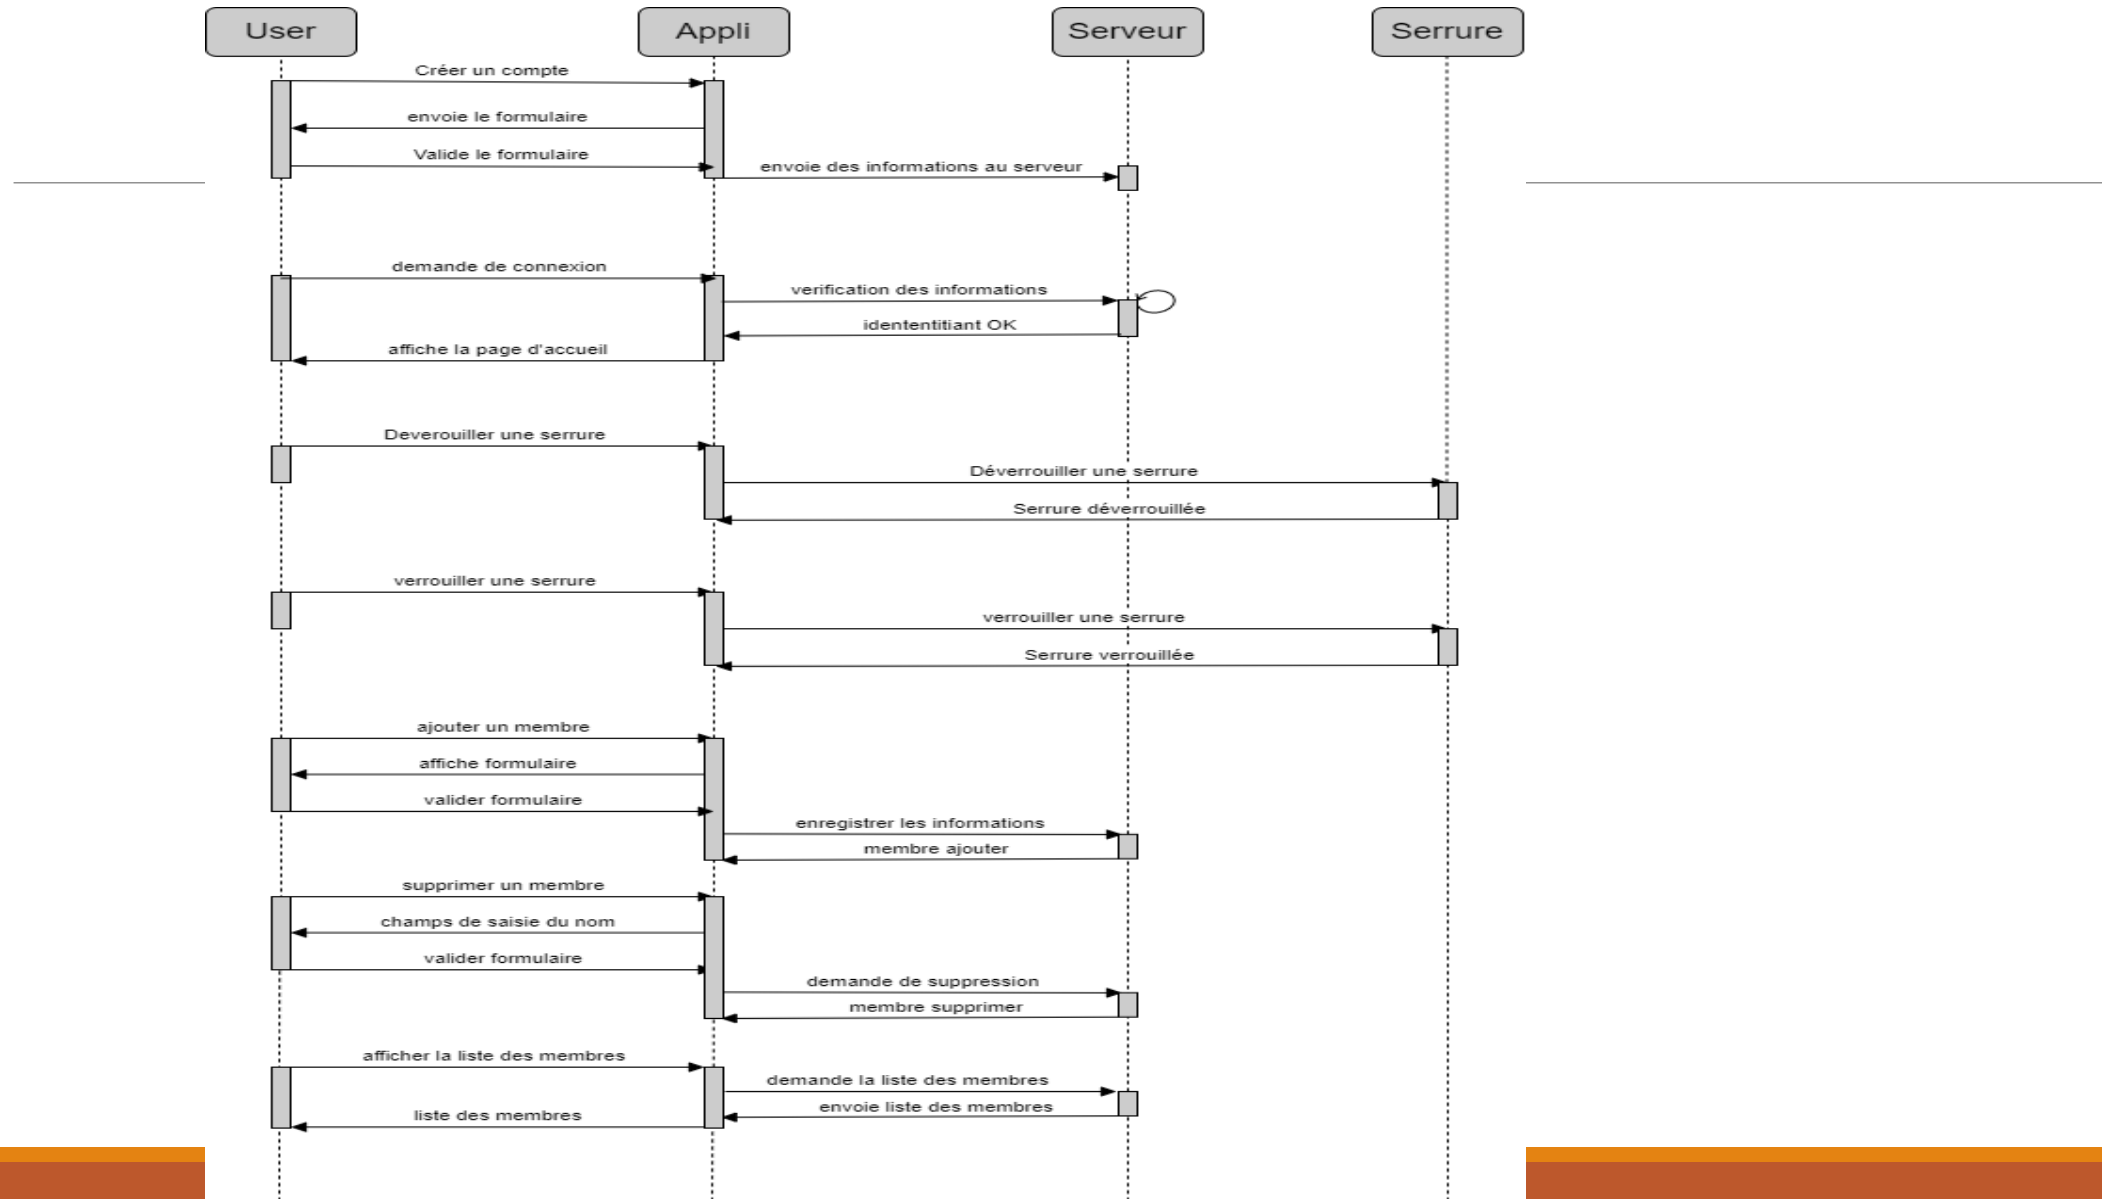 User
Appli
Serveur
Serrure
Créer un compte
envoie le formulaire
Valide le formulaire
envoie des informations au serveur
demande de connexion
verification des informations
idententitiant OK
affiche la page d'accueil
Deverouiller une serrure
Déverrouiller une serrure
Serrure déverrouillée
verrouiller une serrure
verrouiller une serrure
Serrure verrouillée
ajouter un membre
affiche formulaire
valider formulaire
enregistrer les informations
membre ajouter
supprimer un membre
champs de saisie du nom
valider formulaire
demande de suppression
membre supprimer
afficher la liste des membres
demande la liste des membres
envoie liste des membres
liste des membres